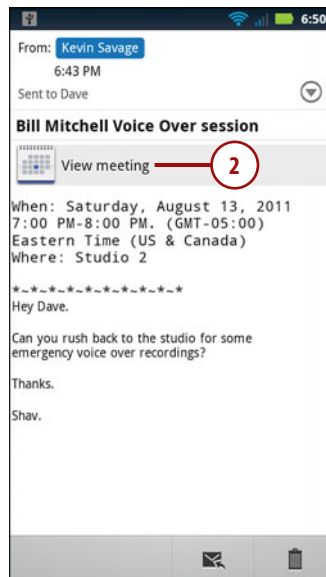 6:50
From: Kevin Savage
6:43 PM
Sent to Dave
Bill Mitchell Voice Over session
View meeting 2
When: Saturday, August 13, 2011
7:00 PM-8:00 PM. (GMT-05:00)
Eastern Time (US & Canada)
Where: Studio 2
*~*~*~*~*~*~*~*~*~*
Hey Dave.
Can you rush back to the studio for some
emergency voice over recordings?
Thanks.
Shav.